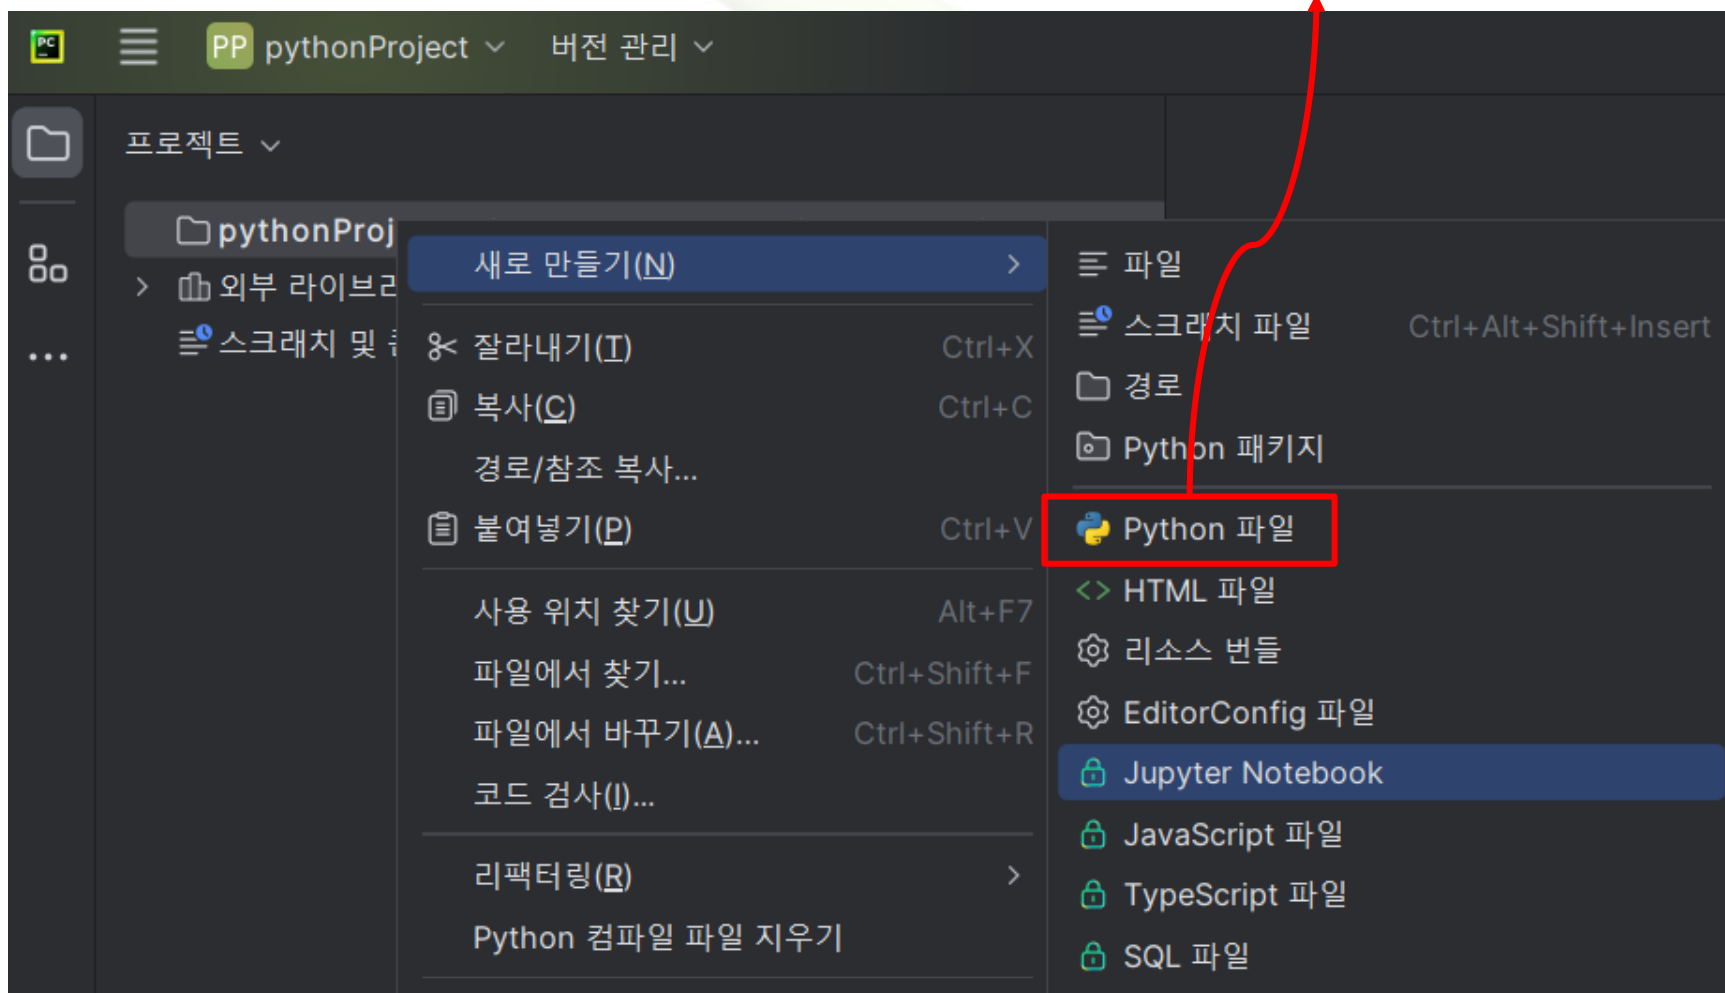 PC
PP pythonProject 버전 관리
프로젝트
pythonProj
외부 라이브
스크래치 및
새로 만들기(N)
잘라내기(T) Ctrl+X
복사(C) Ctrl+C
경로/참조 복사...
붙여넣기(P) Ctrl+V
사용 위치 찾기(U) Alt+F7
파일에서 찾기... Ctrl+Shift+F
파일에서 바꾸기(A)... Ctrl+Shift+R
코드 검사(I)...
리팩터링(R)
Python 컴파일 파일 지우기
파일
스크래치 파일 Ctrl+Alt+Shift+Insert
경로
Python 패키지
Python 파일
HTML 파일
리소스 번들
EditorConfig 파일
Jupyter Notebook
JavaScript 파일
TypeScript 파일
SQL 파일